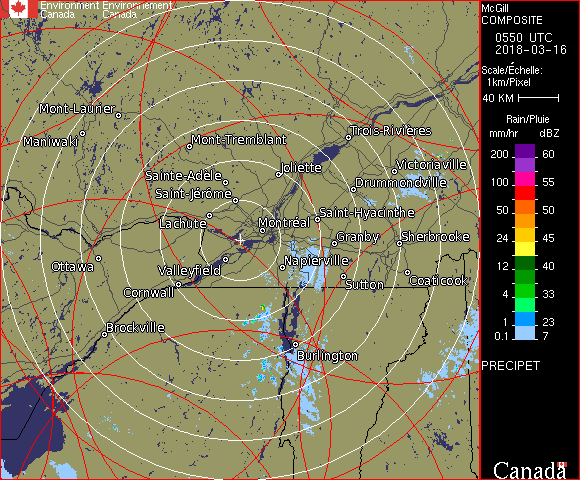 Environment Environnement
Canada Canada
McGill
COMPOSITE
0550 UTC
2018-03-16
Scale/Échelle:
1km/Pixel
40 KM
Rain/Pluie
mm/hr dBZ
200 60
150 57
100 55
50 50
24 45
12 40
4 33
1 23
0.1 7
PRECIPET
Canada
Mont-Laurier
Maniwaki
Mont-Tremblant
Trois-Rivières
Joliette
Victoriaville
Sainte-Adèle
Drummondville
Saint-Jérôme
Saint-Hyacinthe
Lachute
Montréal
Granby
Sherbrooke
Ottawa
Valleyfield
Napierville
Sutton
Coaticook
Cornwall
Brockville
Burlington